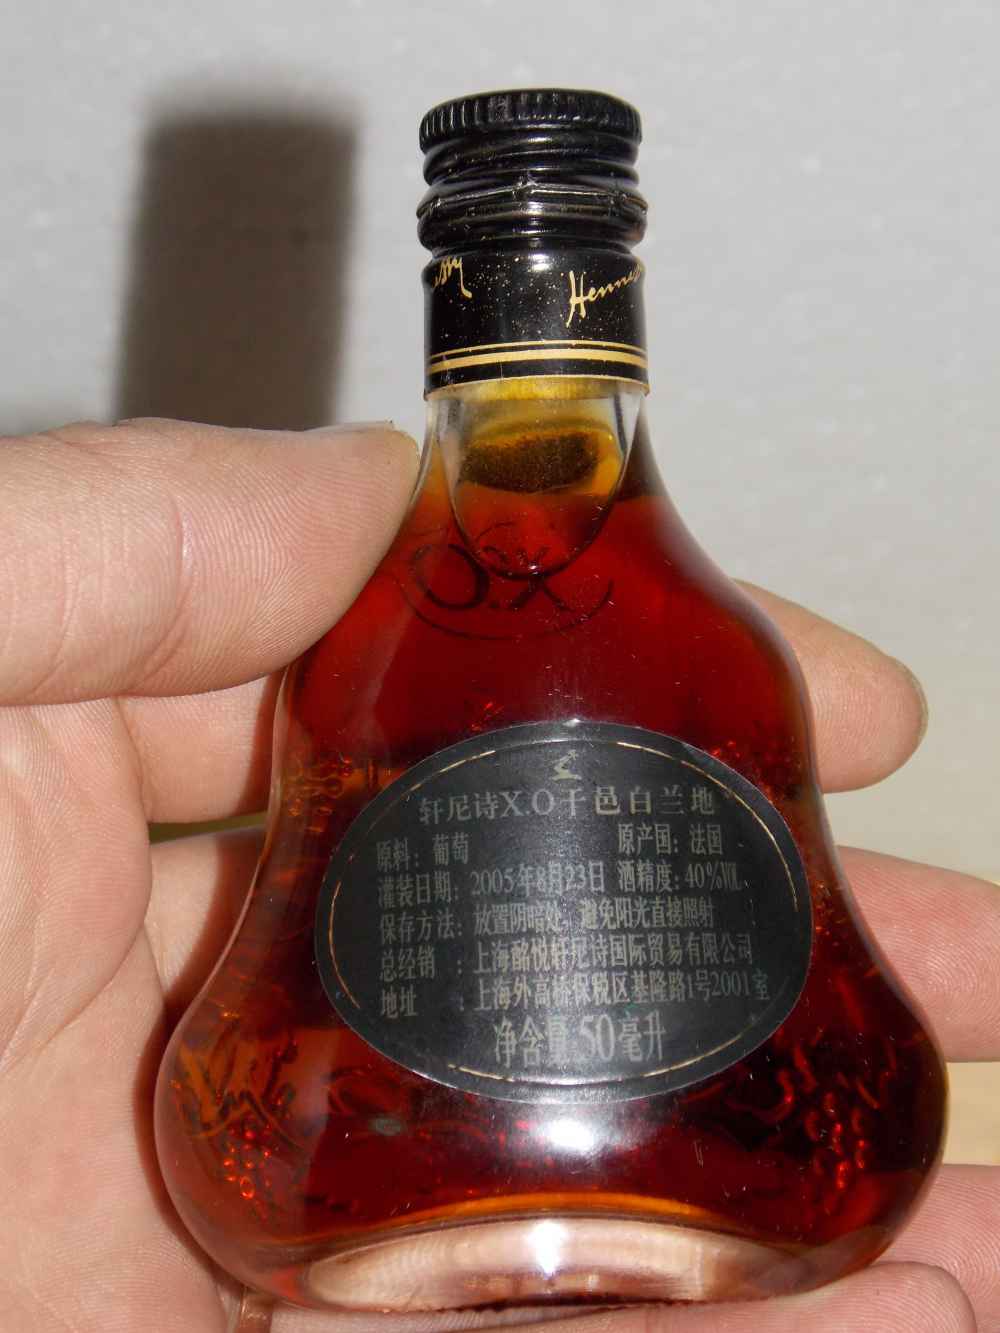 Henness
X.O
轩尼诗X.O干邑白兰地
原料：葡萄 原产国：法国
灌装日期：2005年8月23日 酒精度：40%VOL.
保存方法：放置阴暗处、避免阳光直接照射
总经销 ：上海酩悦轩尼诗国际贸易有限公司
地址 ：上海外高桥保税区基隆路1号2001室
净含量 50毫升